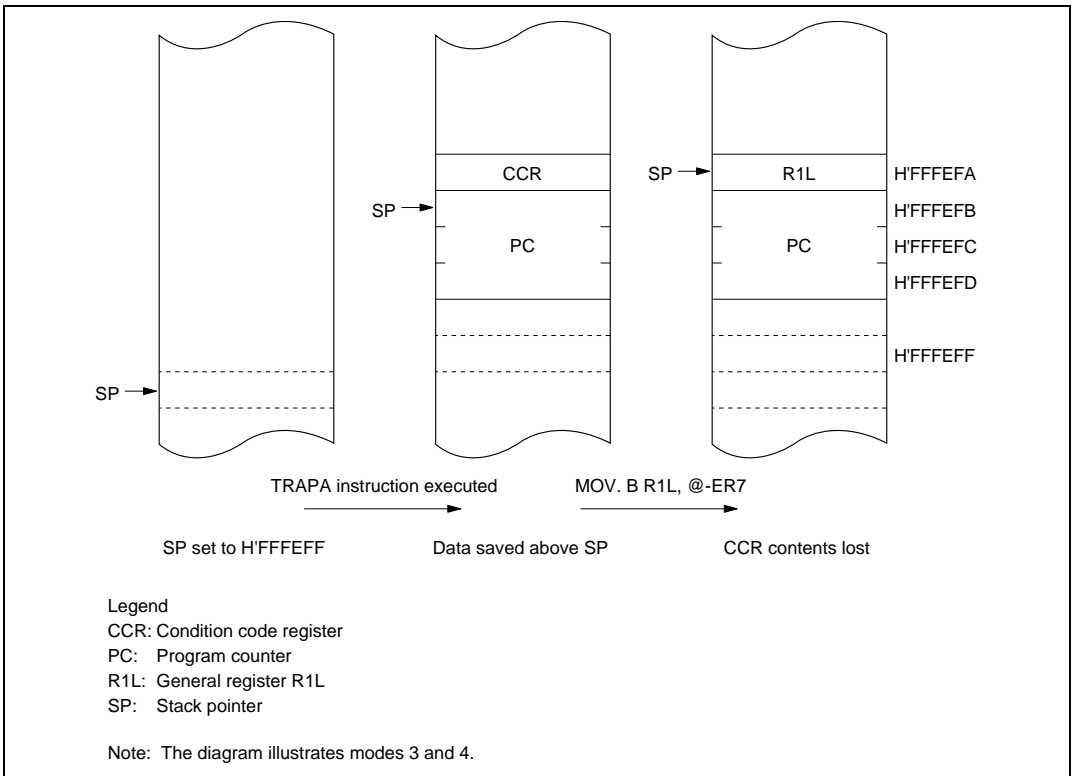 CCR
SP
R1L
H'FFFEFA
SP
H'FFFEFB
PC
PC
H'FFFEFC
H'FFFEFD
H'FFFEFF
SP
TRAPA instruction executed
MOV. B R1L, @-ER7
SP set to H'FFFEFF
Data saved above SP
CCR contents lost
Legend
CCR: Condition code register
PC: Program counter
R1L: General register R1L
SP: Stack pointer
Note: The diagram illustrates modes 3 and 4.